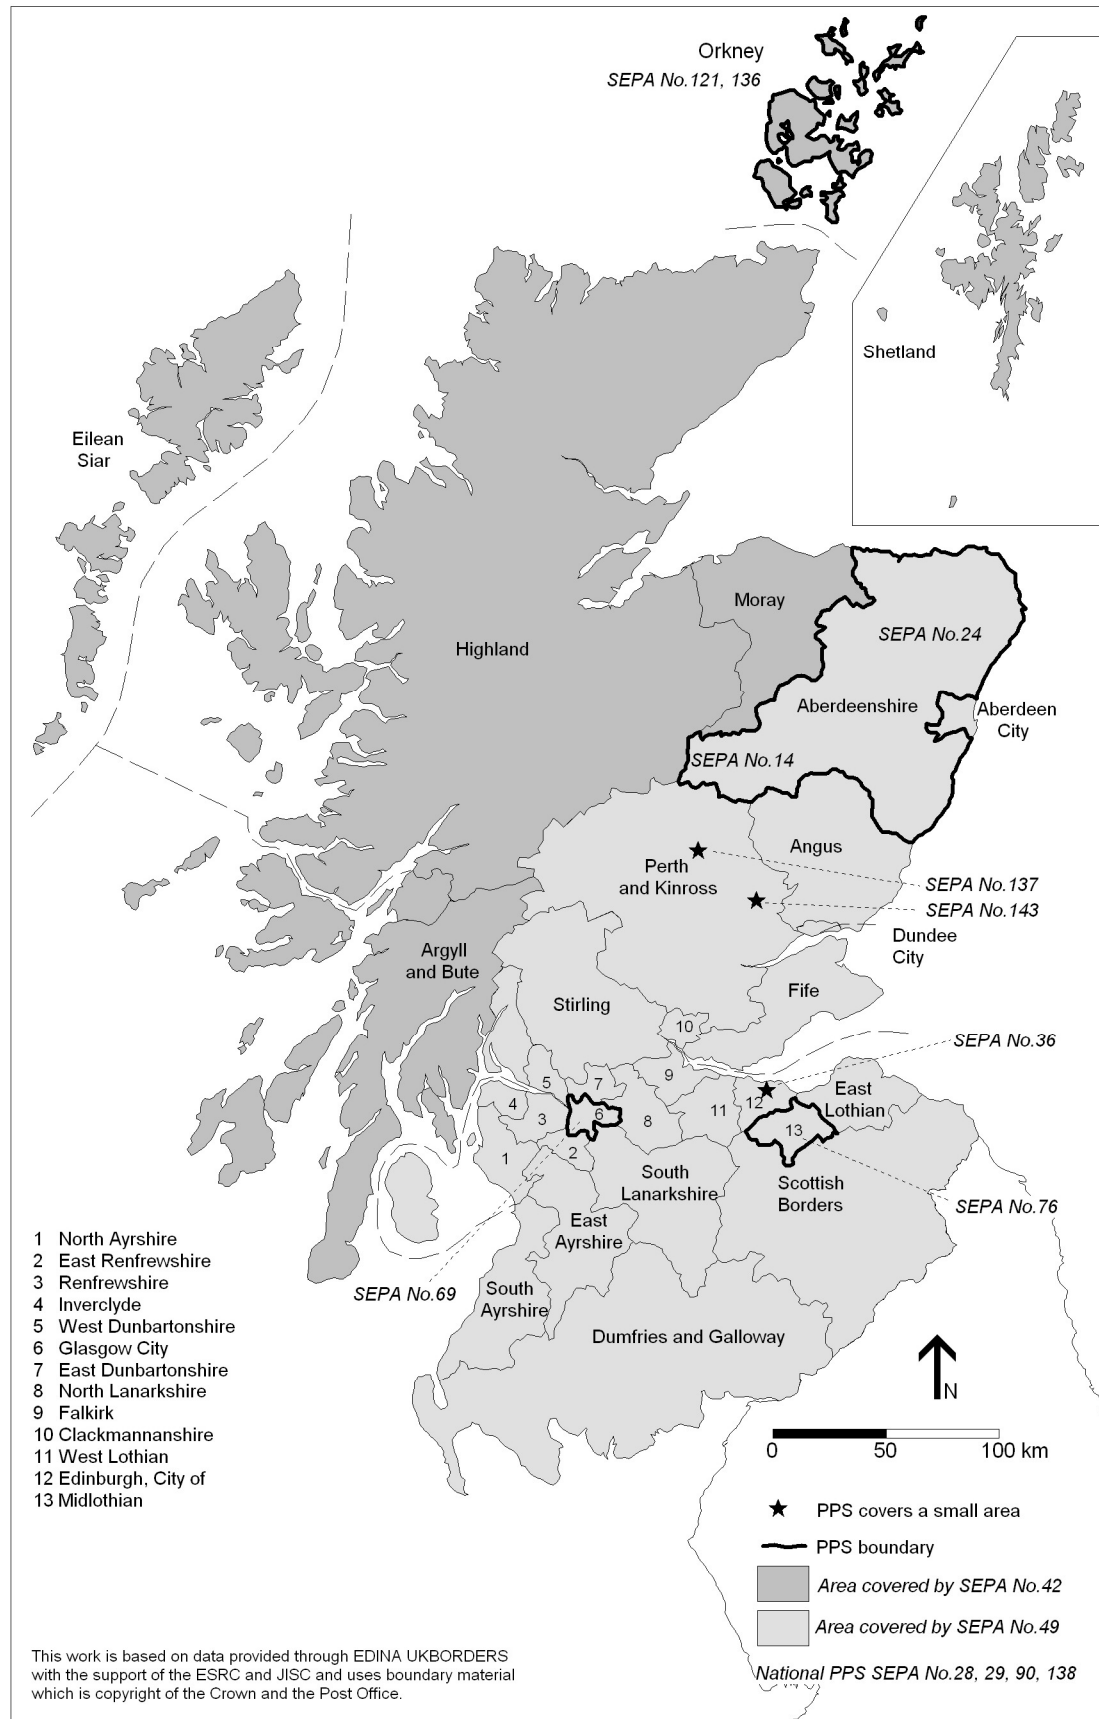 Orkney
SEPA No.121, 136
Shetland
Eilean
Siar
Moray
SEPA No.24
Highland
Aberdeenshire
Aberdeen
City
SEPA No.14
Angus
Perth
and Kinross
SEPA No.137
SEPA No.143
Dundee
City
Argyll
and Bute
Fife
Stirling
10
SEPA No.36
9
5
7
East
Lothian
12
4
6
11
3
8
13
2
1
South
Lanarkshire
Scottish
Borders
SEPA No.76
East
Ayrshire
SEPA No.69
South
Ayrshire
Dumfries and Galloway
1 North Ayrshire
2 East Renfrewshire
3 Renfrewshire
4 Inverclyde
5 West Dunbartonshire
6 Glasgow City
7 East Dunbartonshire
8 North Lanarkshire
9 Falkirk
10 Clackmannanshire
11 West Lothian
12 Edinburgh, City of
13 Midlothian
N
0 50 100 km
PPS covers a small area
PPS boundary
Area covered by SEPA No.42
Area covered by SEPA No.49
National PPS SEPA No.28, 29, 90, 138
This work is based on data provided through EDINA UKBORDERS
with the support of the ESRC and JISC and uses boundary material
which is copyright of the Crown and the Post Office.